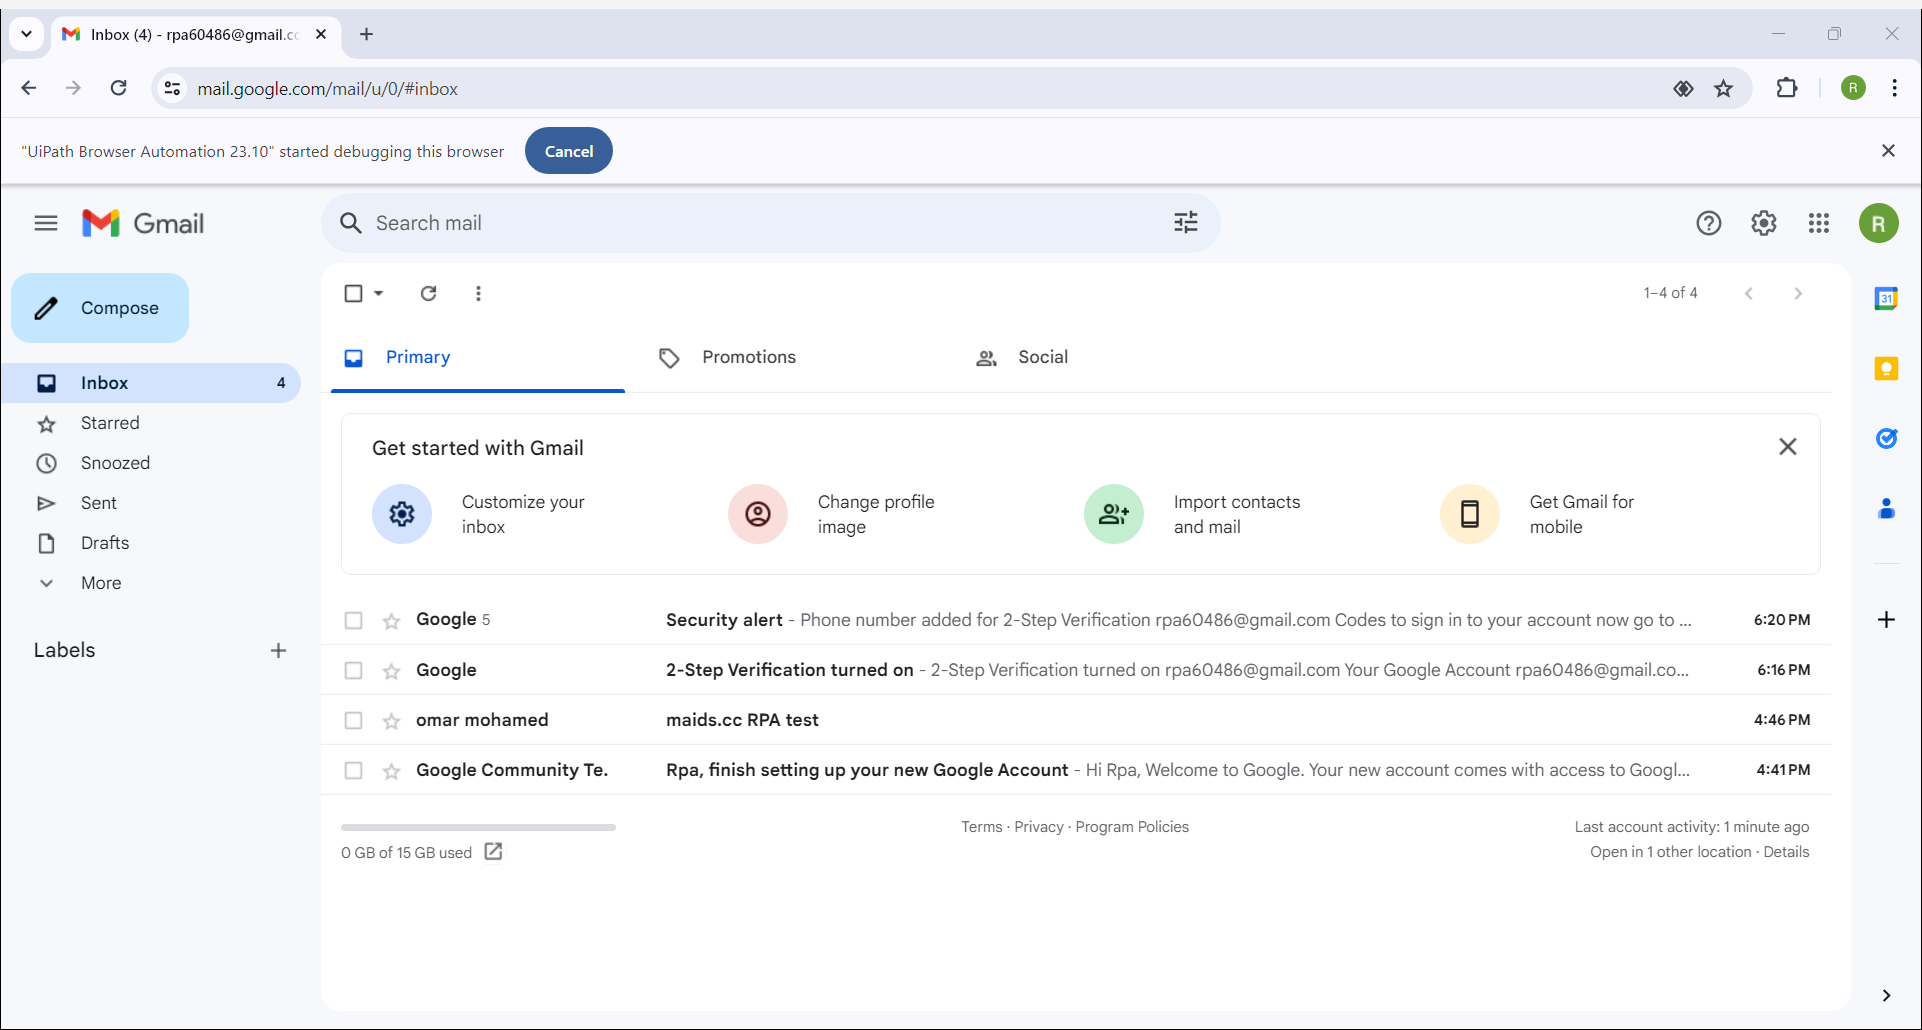 Inbox (4) - rpa60486@gmail.co
mail.google.com/mail/u/0/#inbox
R
"UiPath Browser Automation 23.10" started debugging this browser
Cancel
Gmail
Search mail
R
Compose
1–4 of 4
31
Primary
Promotions
Social
Inbox 4
Starred
Snoozed
Sent
Drafts
More
Labels
Get started with Gmail
Customize your
inbox
Change profile
image
Import contacts
and mail
Get Gmail for
mobile
Google 5 Security alert - Phone number added for 2-Step Verification rpa60486@gmail.com Codes to sign in to your account now go to ... 6:20 PM
Google 2-Step Verification turned on - 2-Step Verification turned on rpa60486@gmail.com Your Google Account rpa60486@gmail.co... 6:16 PM
omar mohamed maids.cc RPA test 4:46 PM
Google Community Te. Rpa, finish setting up your new Google Account - Hi Rpa, Welcome to Google. Your new account comes with access to Googl... 4:41 PM
0 GB of 15 GB used
Terms · Privacy · Program Policies
Last account activity: 1 minute ago
Open in 1 other location · Details